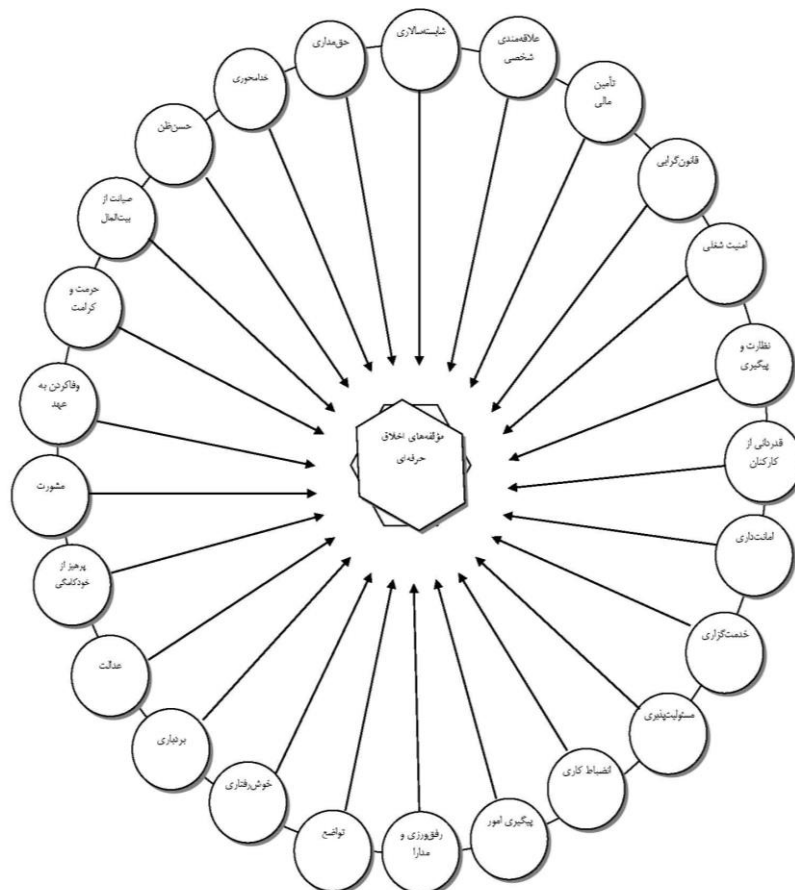 شایسته‌سالاری
علاقه‌مندی
شخصی
تأمین
مالی
قانون‌گرایی
امنیت شغلی
نظارت و
پیگیری
قدردانی از
کارکنان
امانت‌داری
خدمت‌گزاری
مسئولیت‌پذیری
انضباط کاری
پیگیری امور
رفق‌ورزی و
مدارا
تواضع
خوش‌رفتاری
بردباری
عدالت
پرهیز از
خودکامگی
مشورت
وفاکردن به
عهد
حرمت و
کرامت
صیانت از
بیت‌المال
حسن‌ظن
خدامحوری
حق‌مداری
مؤلفه‌های اخلاق
حرفه‌ای